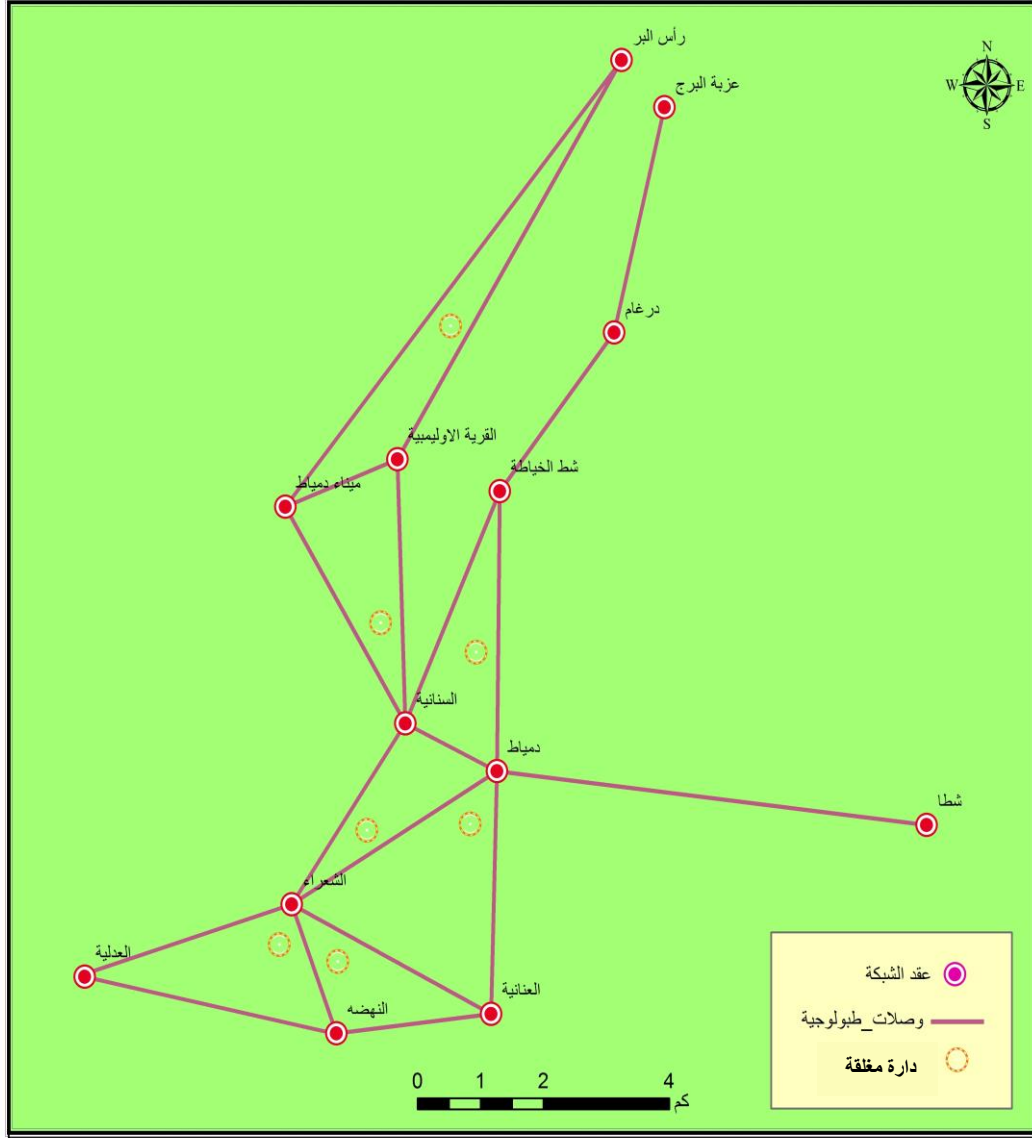 رأس البر
عزبة البرج
N
W E
S
درغام
القرية الاوليمبية
شط الخياطة
ميناء دمياط
السنانية
دمياط
شطا
الشعراء
العدلية
العنانية
النهضه
عقد الشبكة
وصلات_طبولوجية
دارة مغلقة
0 1 2 4
كم